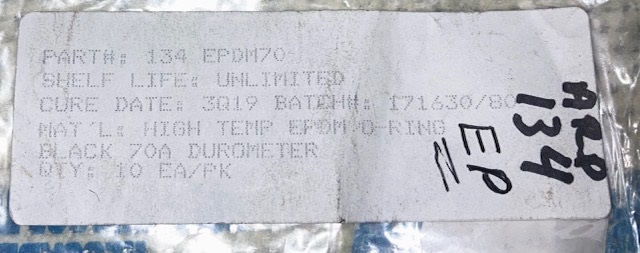 PART#: 134 EPDM70
SHELF LIFE: UNLIMITED
CURE DATE: 3Q19 BATCH#: I71630/80
MAT'L: HIGH TEMP EPDM O-RING
BLACK 70A DUROMETER
QTY: 10 EA/PK
ARP
134
EP